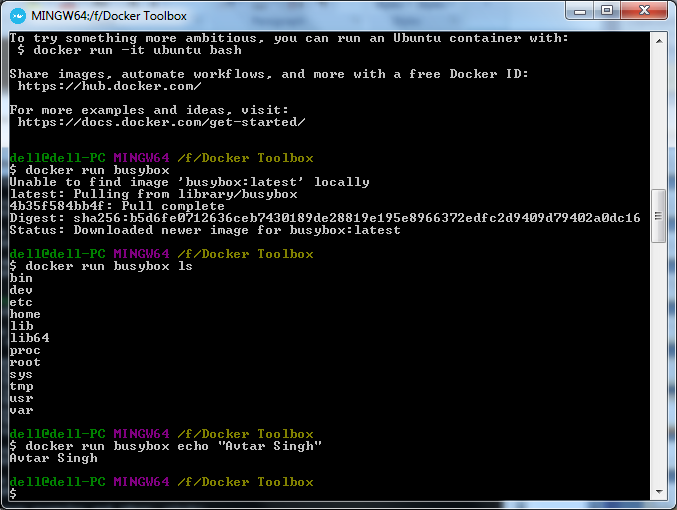 MINGW64:/f/Docker Toolbox
To try something more ambitious, you can run an Ubuntu container with:
 $ docker run -it ubuntu bash
Share images, automate workflows, and more with a free Docker ID:
 https://hub.docker.com/
For more examples and ideas, visit:
 https://docs.docker.com/get-started/
dell@dell-PC MINGW64 /f/Docker Toolbox
$ docker run busybox
Unable to find image 'busybox:latest' locally
latest: Pulling from library/busybox
4b35f584bb4f: Pull complete
Digest: sha256:b5d6fe0712636ceb7430189de28819e195e8966372edfc2d9409d79402a0dc16
Status: Downloaded newer image for busybox:latest
dell@dell-PC MINGW64 /f/Docker Toolbox
$ docker run busybox ls
bin
dev
etc
home
lib
lib64
proc
root
sys
tmp
usr
var
dell@dell-PC MINGW64 /f/Docker Toolbox
$ docker run busybox echo "Avtar Singh"
Avtar Singh
dell@dell-PC MINGW64 /f/Docker Toolbox
$